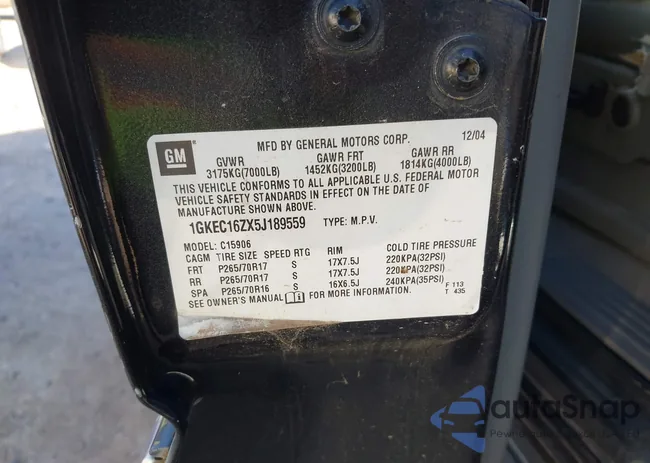 GM
MFD BY GENERAL MOTORS CORP. 12/04
GVWR GAWR FRT GAWR RR
3175KG(7000LB) 1452KG(3200LB) 1814KG(4000LB)
THIS VEHICLE CONFORMS TO ALL APPLICABLE U.S. FEDERAL MOTOR
VEHICLE SAFETY STANDARDS IN EFFECT ON THE DATE OF
MANUFACTURE SHOWN ABOVE.
1GKEC16ZX5J189559 TYPE: M.P.V.
MODEL: C15906
CAGM TIRE SIZE SPEED RTG RIM COLD TIRE PRESSURE
FRT P265/70R17 S 17X7.5J 220KPA(32PSI)
RR P265/70R17 S 17X7.5J 220KPA(32PSI)
SPA P265/70R16 S 16X6.5J 240KPA(35PSI)
SEE OWNER'S MANUAL FOR MORE INFORMATION.
F 113
T 435
AutoSnap